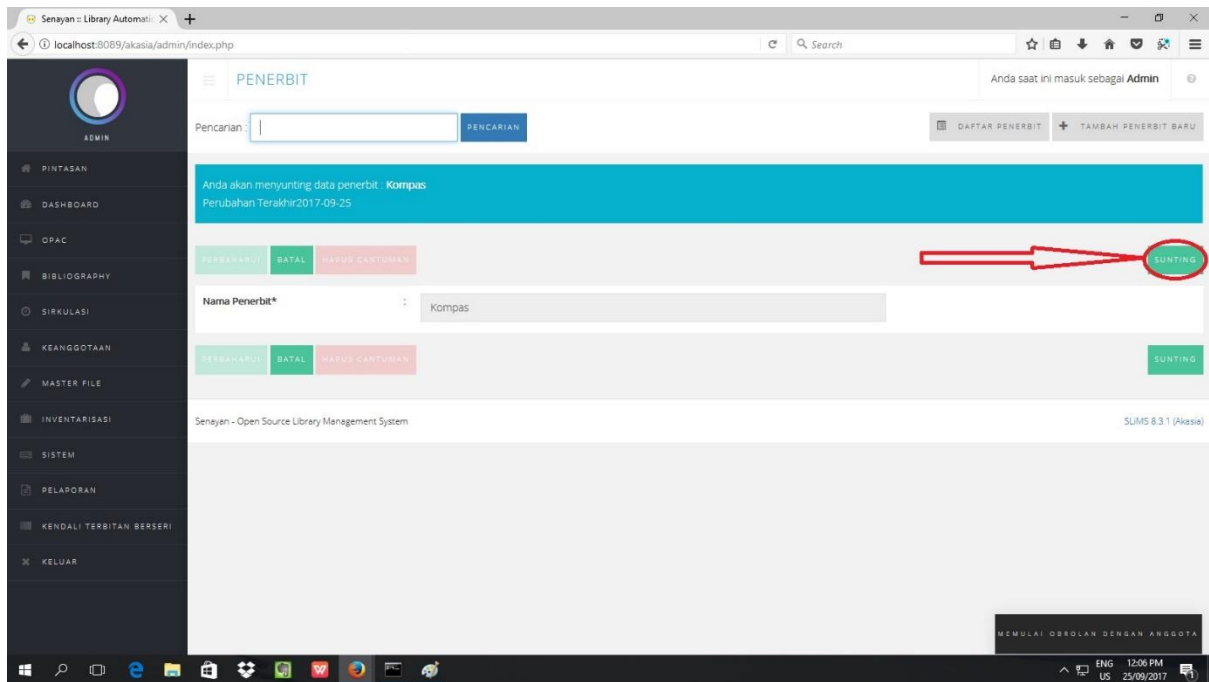 Senayan :: Library Automati
localhost:8089/akasia/admin/index.php
Search
ADMIN
PINTASAN
DASHBOARD
OPAC
BIBLIOGRAPHY
SIRKULASI
KEANGGOTAAN
MASTER FILE
INVENTARISASI
SISTEM
PELAPORAN
KENDALI TERBITAN BERSERI
KELUAR
PENERBIT
Anda saat ini masuk sebagai Admin
Pencarian :
PENCARIAN
DAFTAR PENERBIT
TAMBAH PENERBIT BARU
Anda akan menyunting data penerbit : Kompas
Perubahan Terakhir2017-09-25
PERBAHARUI BATAL HAPUS CANTUMAN
SUNTING
Nama Penerbit* : Kompas
PERBAHARUI BATAL HAPUS CANTUMAN
SUNTING
Senayan - Open Source Library Management System
SLiMS 8.3.1 (Akasia)
MEMULAI OBROLAN DENGAN ANGGOTA
ENG 12:06 PM
US 25/09/2017